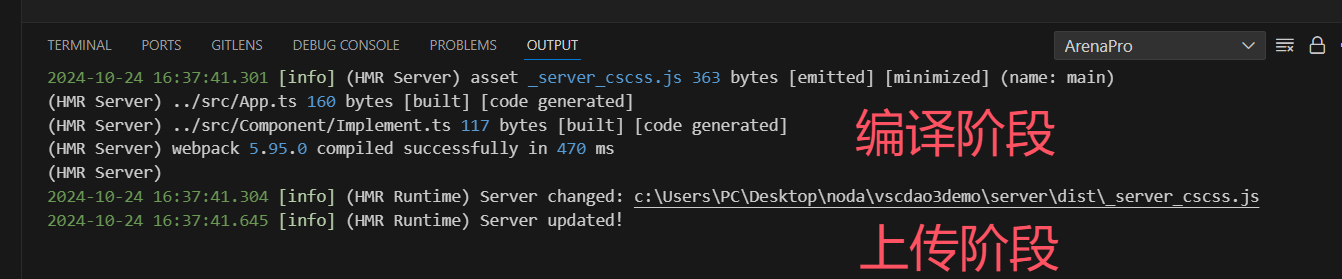 TERMINAL PORTS GITLENS DEBUG CONSOLE PROBLEMS OUTPUT ArenaPro
2024-10-24 16:37:41.301 [info] (HMR Server) asset _server_cscss.js 363 bytes [emitted] [minimized] (name: main)
(HMR Server) ../src/App.ts 160 bytes [built] [code generated]
(HMR Server) ../src/Component/Implement.ts 117 bytes [built] [code generated]
编译阶段
(HMR Server) webpack 5.95.0 compiled successfully in 470 ms
(HMR Server)
2024-10-24 16:37:41.304 [info] (HMR Runtime) Server changed: c:\Users\PC\Desktop\noda\vscdao3demo\server\dist\_server_cscss.js
2024-10-24 16:37:41.645 [info] (HMR Runtime) Server updated!
上传阶段